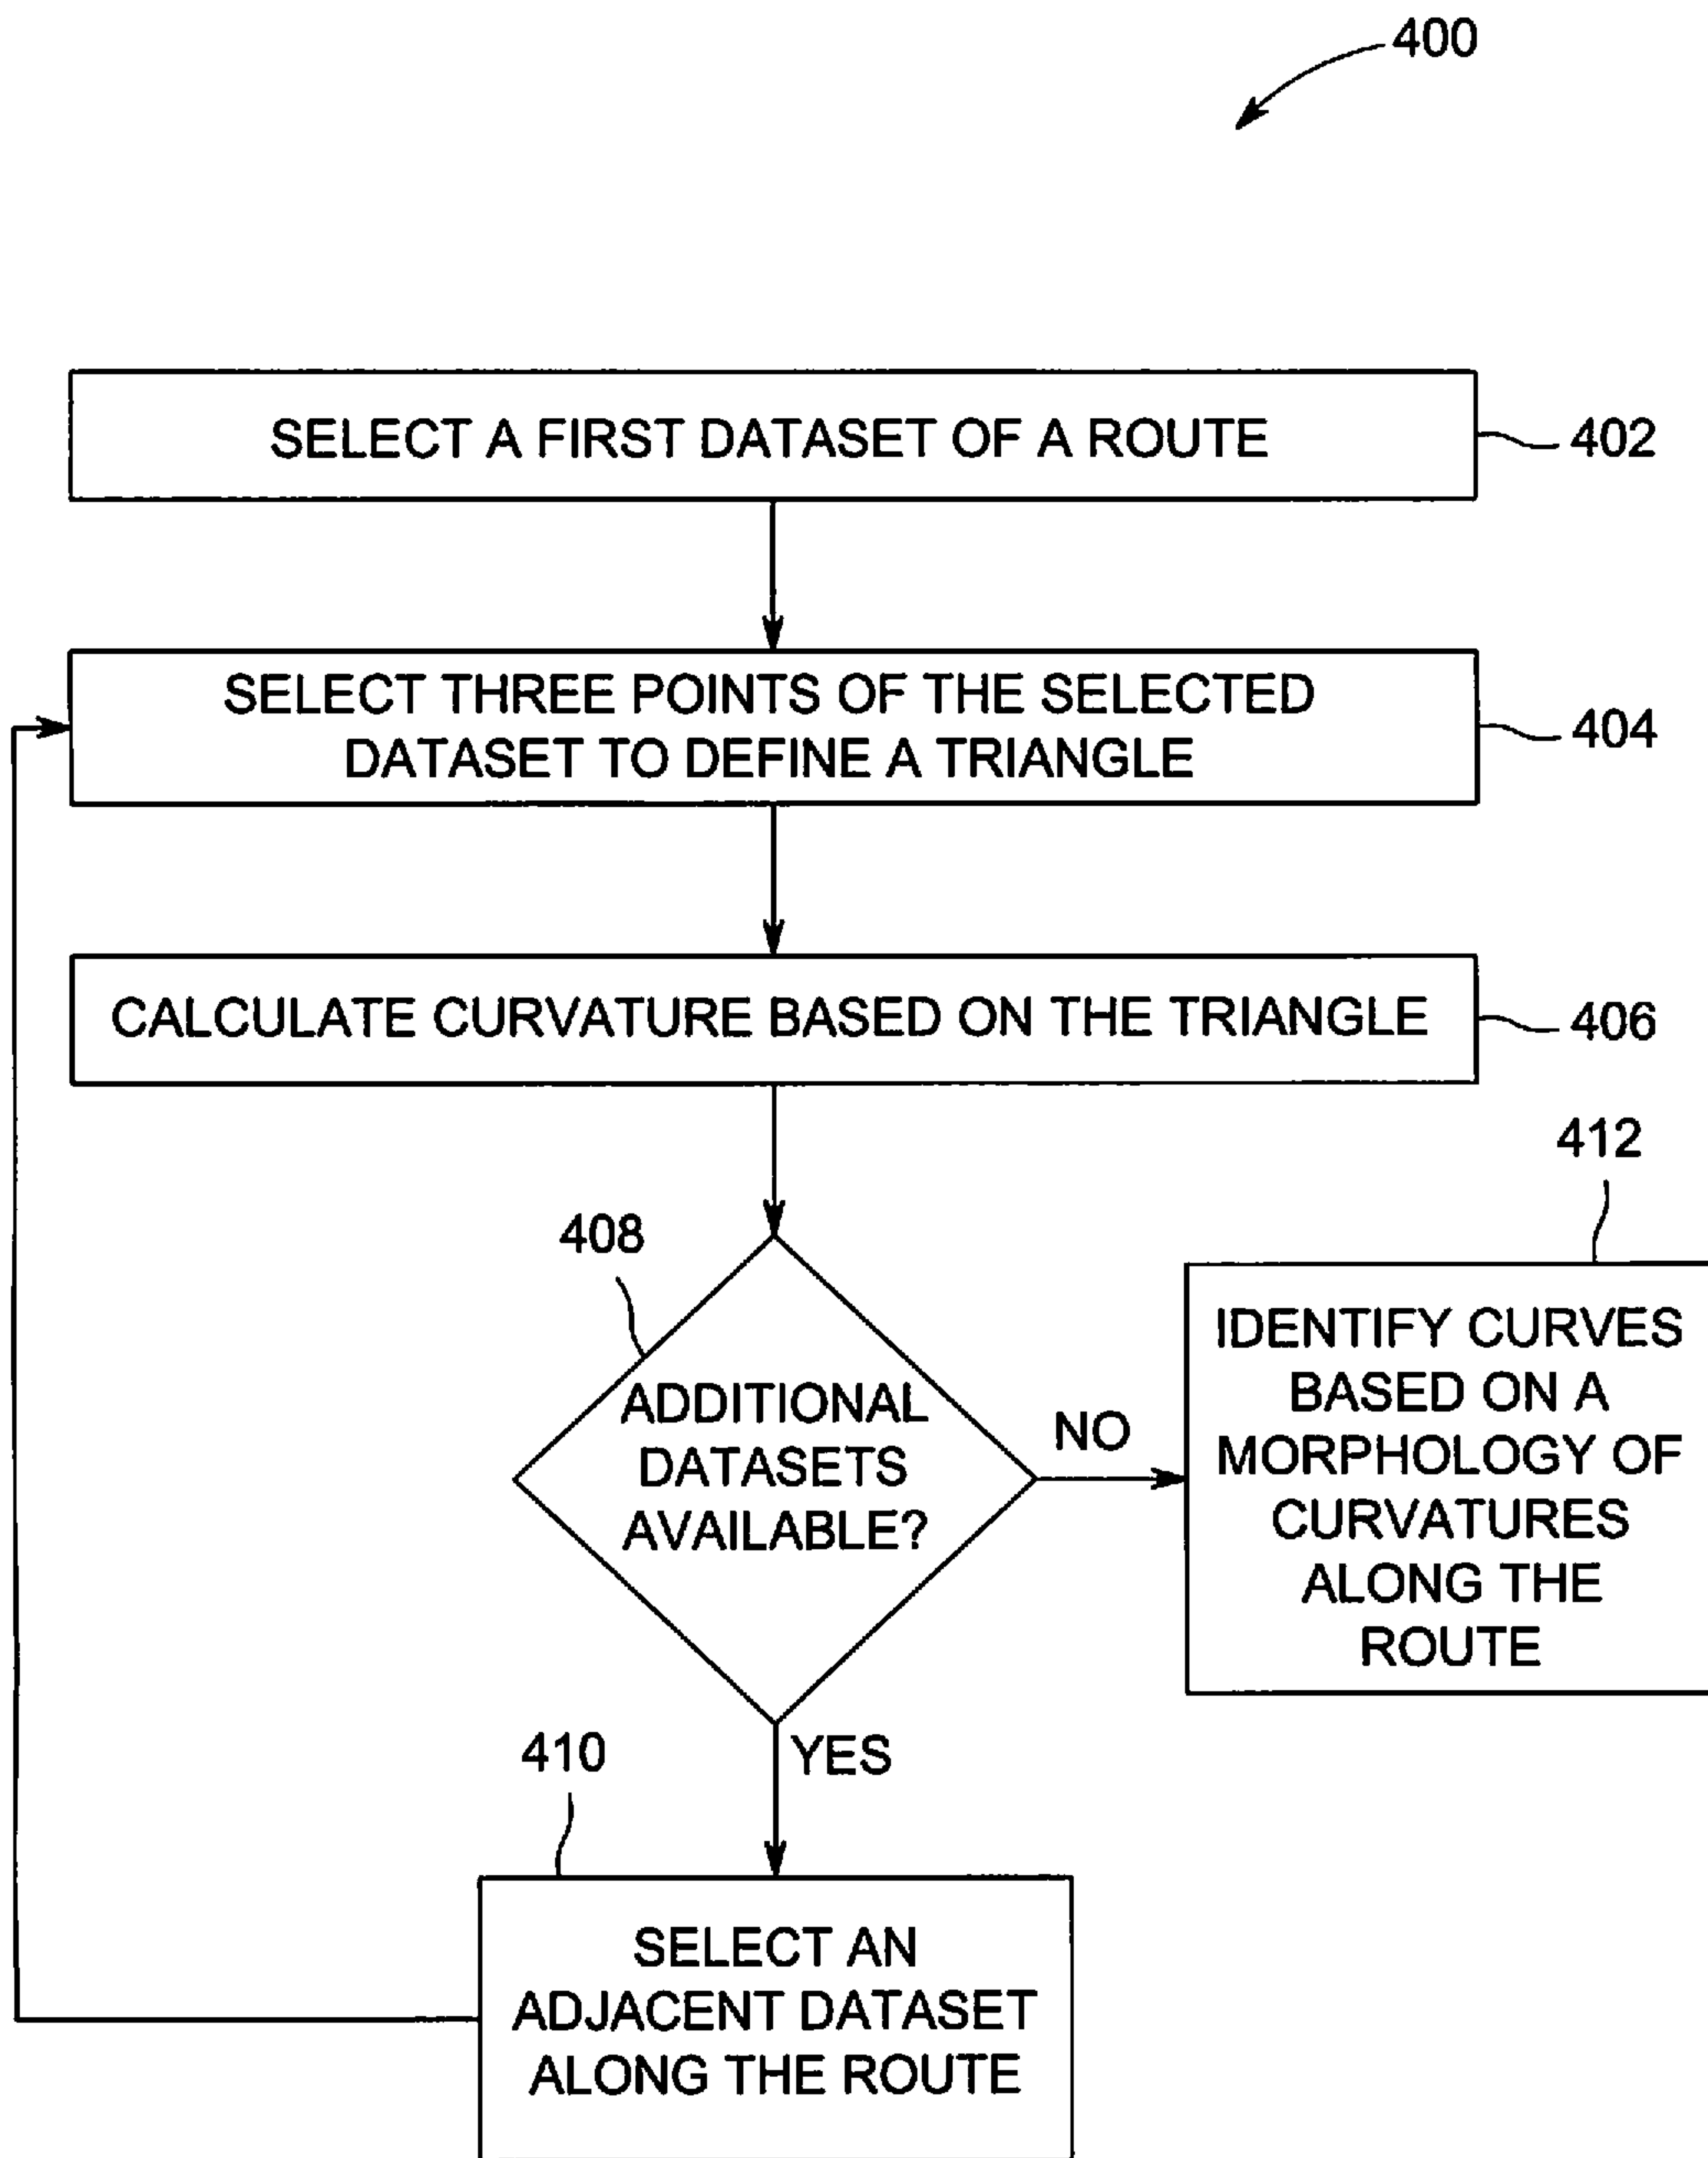 400
SELECT A FIRST DATASET OF A ROUTE
402
SELECT THREE POINTS OF THE SELECTED
DATASET TO DEFINE A TRIANGLE
404
CALCULATE CURVATURE BASED ON THE TRIANGLE
406
408
ADDITIONAL
DATASETS
AVAILABLE?
NO
412
IDENTIFY CURVES
BASED ON A
MORPHOLOGY OF
CURVATURES
ALONG THE
ROUTE
YES
410
SELECT AN
ADJACENT DATASET
ALONG THE ROUTE